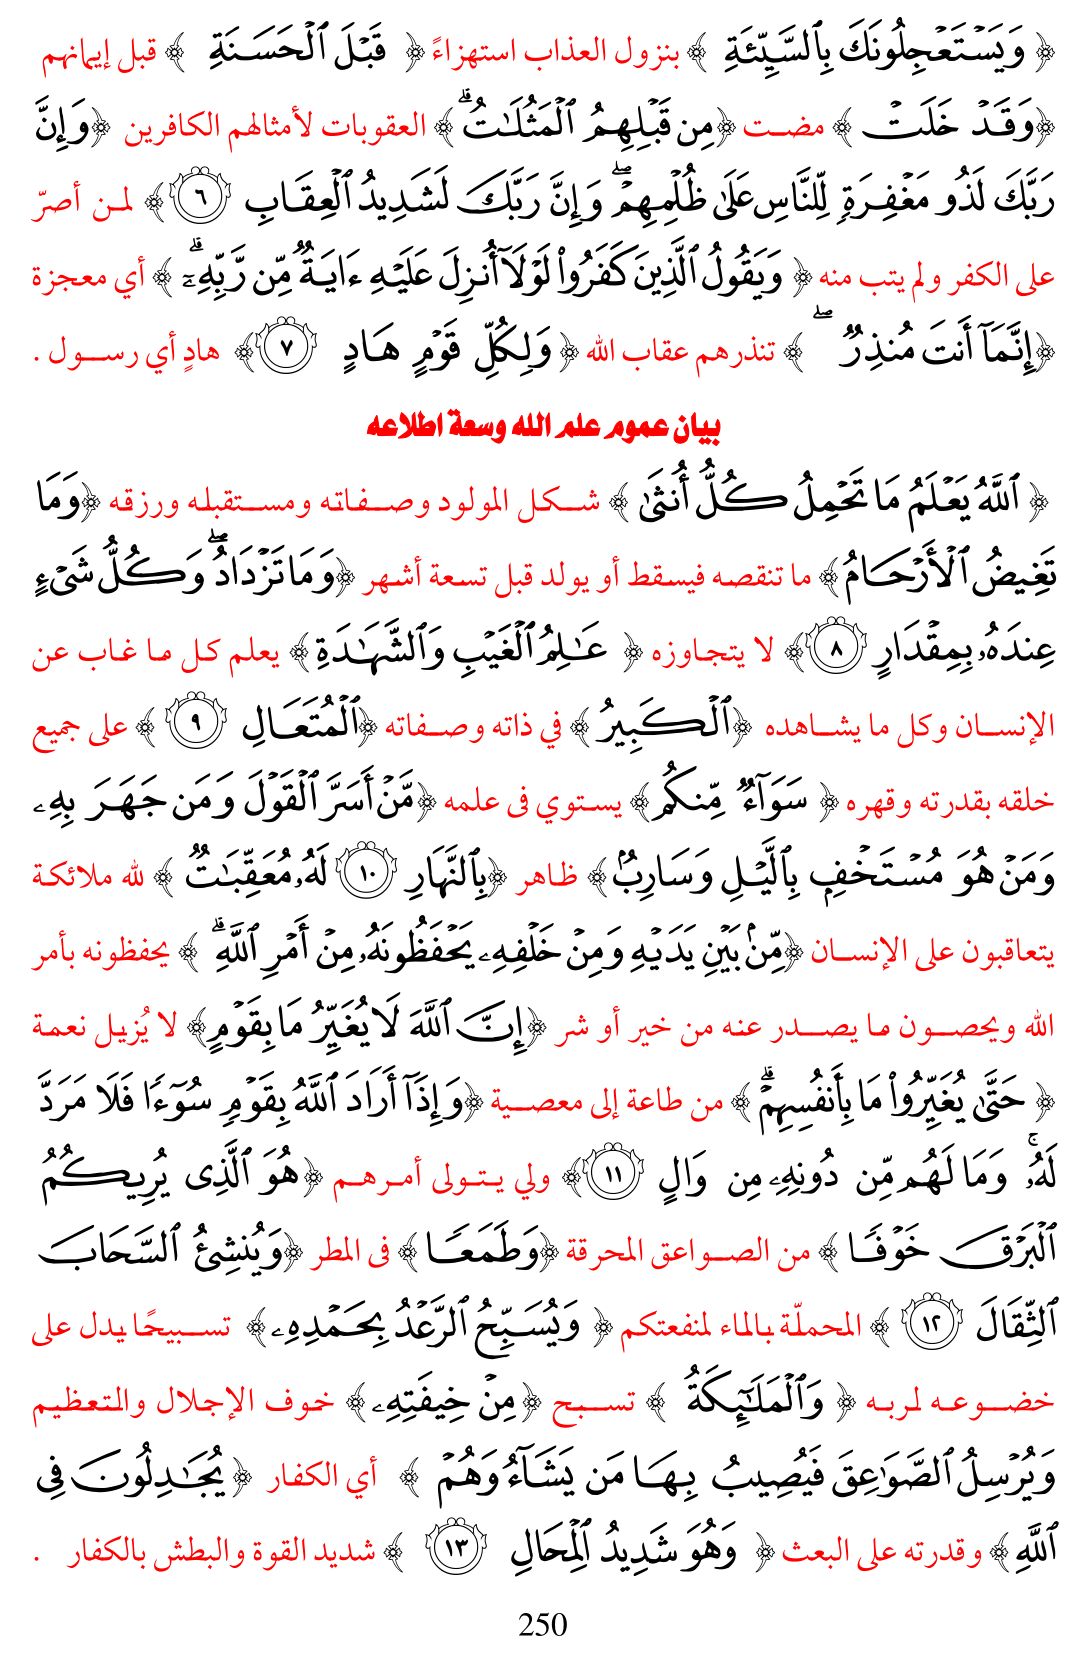 ﴿ وَيَسْتَعْجِلُونَكَ بِٱلسَّيِّئَةِ ﴾ بنزول العذاب استهزاءً ﴿ قَبْلَ ٱلْحَسَنَةِ ﴾ قبل إيمانهم
﴿وَقَدْ خَلَتْ ﴾ مضت ﴿مِن قَبْلِهِمُ ٱلْمَثُلَٰتُۗ﴾ العقوبات لأمثالهم الكافرين ﴿وَإِنَّ
رَبَّكَ لَذُو مَغْفِرَةٍ لِّلنَّاسِ عَلَىٰ ظُلْمِهِمْۖ وَإِنَّ رَبَّكَ لَشَدِيدُ ٱلْعِقَابِ ٦﴾ لمن أصرّ
على الكفر ولم يتب منه ﴿ وَيَقُولُ ٱلَّذِينَ كَفَرُوا۟ لَوْلَآ أُنزِلَ عَلَيْهِ ءَايَةٌ مِّن رَّبِّهِۦٓۗ ﴾ أي معجزة
﴿إِنَّمَآ أَنتَ مُنذِرٌۖ ﴾ تنذرهم عقاب الله ﴿وَلِكُلِّ قَوْمٍ هَادٍ ٧﴾ هادٍ أي رسول .
بيان عموم علم الله وسعة اطلاعه
﴿ ٱللَّهُ يَعْلَمُ مَا تَحْمِلُ كُلُّ أُنثَىٰ ﴾ شكل المولود وصفاته ومستقبله ورزقه ﴿وَمَا
تَغِيضُ ٱلْأَرْحَامُ﴾ ما تنقصه فيسقط أو يولد قبل تسعة أشهر ﴿وَمَا تَزْدَادُۖ وَكُلُّ شَىْءٍ
عِندَهُۥ بِمِقْدَارٍ ٨﴾ لا يتجاوزه ﴿ عَٰلِمُ ٱلْغَيْبِ وَٱلشَّهَٰدَةِ﴾ يعلم كل ما غاب عن
الإنسان وكل ما يشاهده ﴿ٱلْكَبِيرُ ﴾ في ذاته وصفاته ﴿ٱلْمُتَعَالِ ٩ ﴾ على جميع
خلقه بقدرته وقهره ﴿ سَوَآءٌ مِّنكُم﴾ يستوي فى علمه ﴿مَّنْ أَسَرَّ ٱلْقَوْلَ وَمَن جَهَرَ بِهِۦ
وَمَنْ هُوَ مُسْتَخْفٍۭ بِٱلَّيْلِ وَسَارِبٌۢ﴾ ظاهر ﴿بِٱلنَّهَارِ ١٠ لَهُۥ مُعَقِّبَٰتٌ ﴾ لله ملائكة
يتعاقبون على الإنسان ﴿مِّنۢ بَيْنِ يَدَيْهِ وَمِنْ خَلْفِهِۦ يَحْفَظُونَهُۥ مِنْ أَمْرِ ٱللَّهِۗ ﴾ يحفظونه بأمر
الله ويحصون ما يصدر عنه من خير أو شر ﴿إِنَّ ٱللَّهَ لَا يُغَيِّرُ مَا بِقَوْمٍ﴾ لا يُزيل نعمة
﴿ حَتَّىٰ يُغَيِّرُوا۟ مَا بِأَنفُسِهِمْۗ ﴾ من طاعة إلى معصية ﴿وَإِذَآ أَرَادَ ٱللَّهُ بِقَوْمٍ سُوٓءًا فَلَا مَرَدَّ
لَهُۥۚ وَمَا لَهُم مِّن دُونِهِۦ مِن وَالٍ ١١﴾ ولي يتولى أمرهم ﴿هُوَ ٱلَّذِى يُرِيكُمُ
ٱلْبَرْقَ خَوْفًا ﴾ من الصواعق المحرقة ﴿وَطَمَعًا ﴾ فى المطر ﴿وَيُنشِئُ ٱلسَّحَابَ
ٱلثِّقَالَ ١٢ ﴾ المحملّة بالماء لمنفعتكم ﴿ وَيُسَبِّحُ ٱلرَّعْدُ بِحَمْدِهِۦ﴾ تسبيحًا يدل على
خضوعه لمربه ﴿ وَٱلْمَلَٰٓئِكَةُ ﴾ تسبح ﴿مِنْ خِيفَتِهِۦ﴾ خوف الإجلال والتعظيم
وَيُرْسِلُ ٱلصَّوَٰعِقَ فَيُصِيبُ بِهَا مَن يَشَآءُ وَهُمْ ﴾ أي الكفار ﴿ يُجَٰدِلُونَ فِى
ٱللَّهِ﴾ وقدرته على البعث ﴿ وَهُوَ شَدِيدُ ٱلْمِحَالِ ١٣ ﴾ شديد القوة والبطش بالكفار .
250